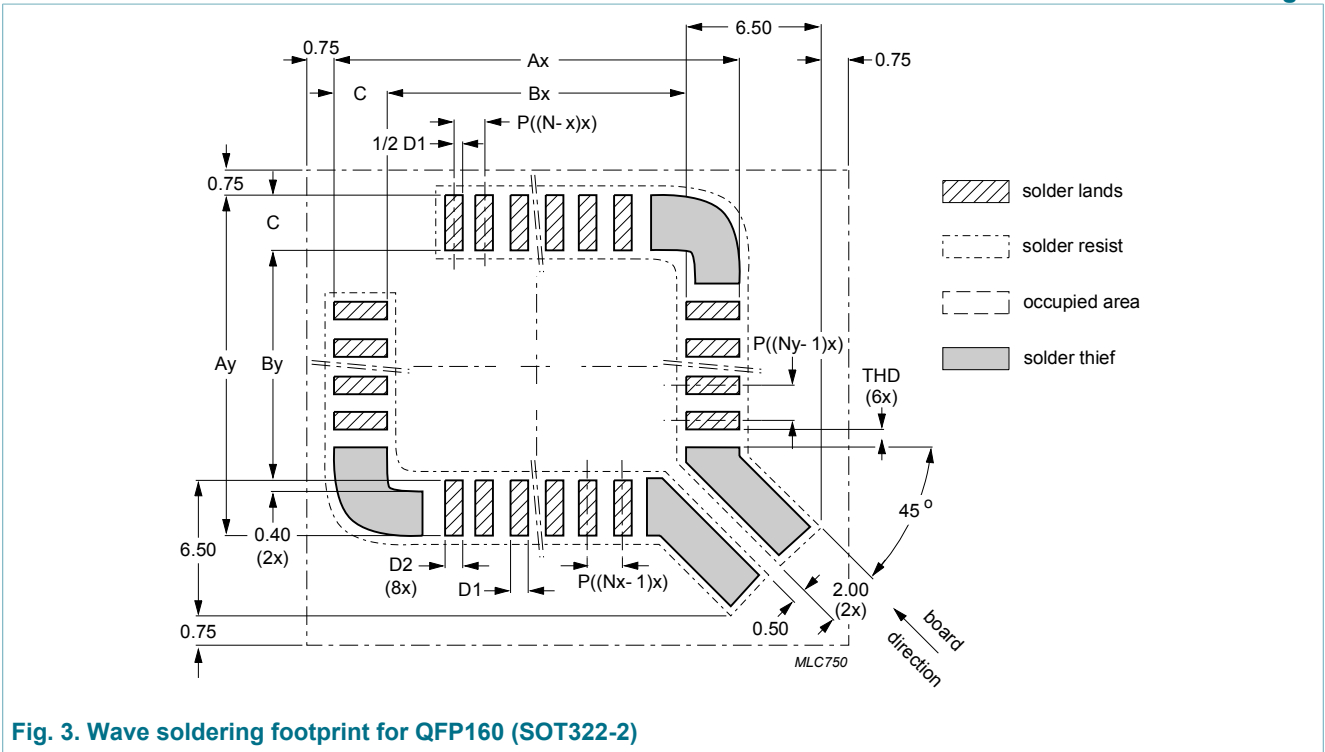 6.50
0.75
Ax
0.75
C
Bx
P((N- x)x)
1/2 D1
0.75
C
solder lands
solder resist
occupied area
solder thief
P((Ny- 1)x)
THD
(6x)
Ay
By
45 o
0.40
(2x)
6.50
D2
(8x)
D1
P((Nx- 1)x)
2.00
(2x)
0.50
0.75
board
direction
MLC750
Fig. 3. Wave soldering footprint for QFP160 (SOT322-2)